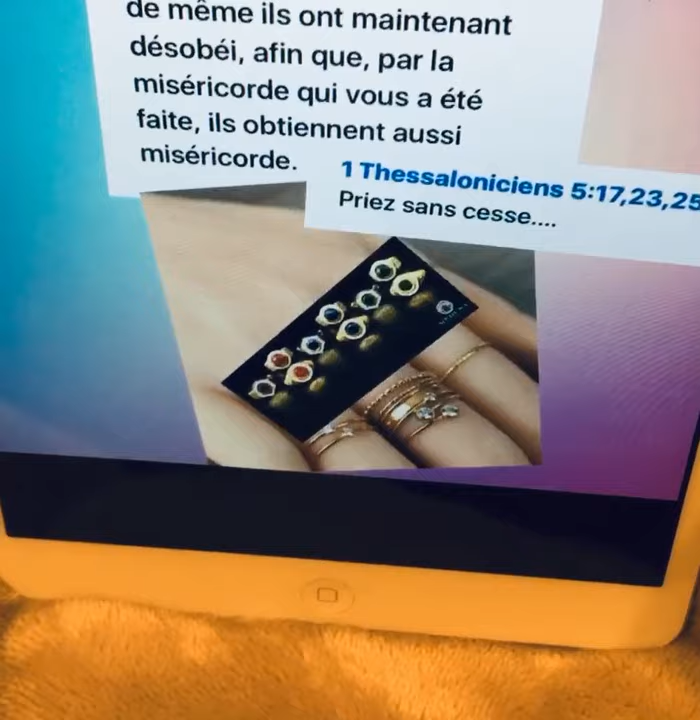 de même ils ont maintenant
désobéi, afin que, par la
miséricorde qui vous a été
faite, ils obtiennent aussi
miséricorde.
1 Thessaloniciens 5:17,23,25
Priez sans cesse....